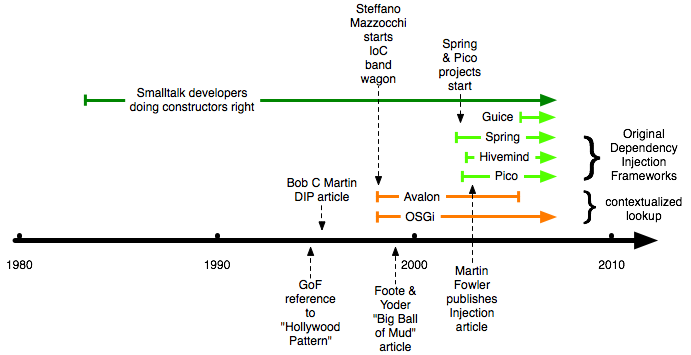 Steffano
Mazzocchi
starts
IoC
band
wagon
Spring
& Pico
projects
start
Smalltalk developers
doing constructors right
Guice
Spring
Hivemind
Pico
Original
Dependency
Injection
Frameworks
Bob C Martin
DIP article
Avalon
OSGi
contextualized
lookup
1980
1990
2000
2010
GoF
reference
to
"Hollywood
Pattern"
Foote &
Yoder
"Big Ball
of Mud"
article
Martin
Fowler
publishes
Injection
article